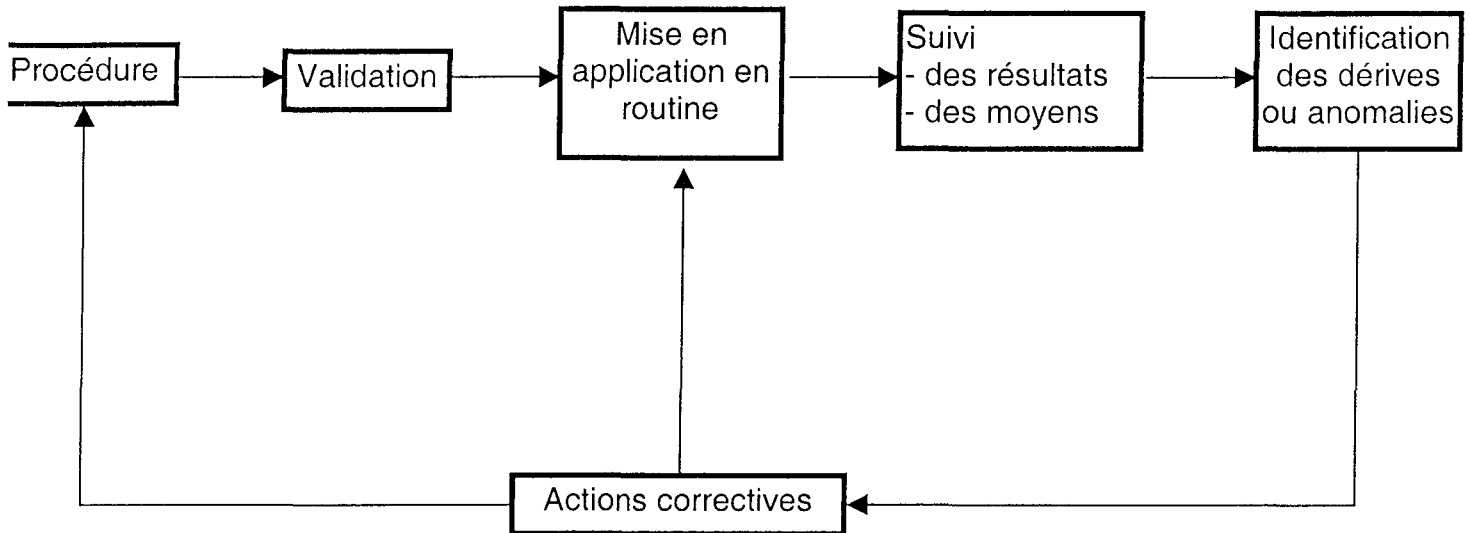 Procédure
Validation
Mise en
application en
routine
Suivi
- des résultats
- des moyens
Identification
des dérives
ou anomalies
Actions correctives